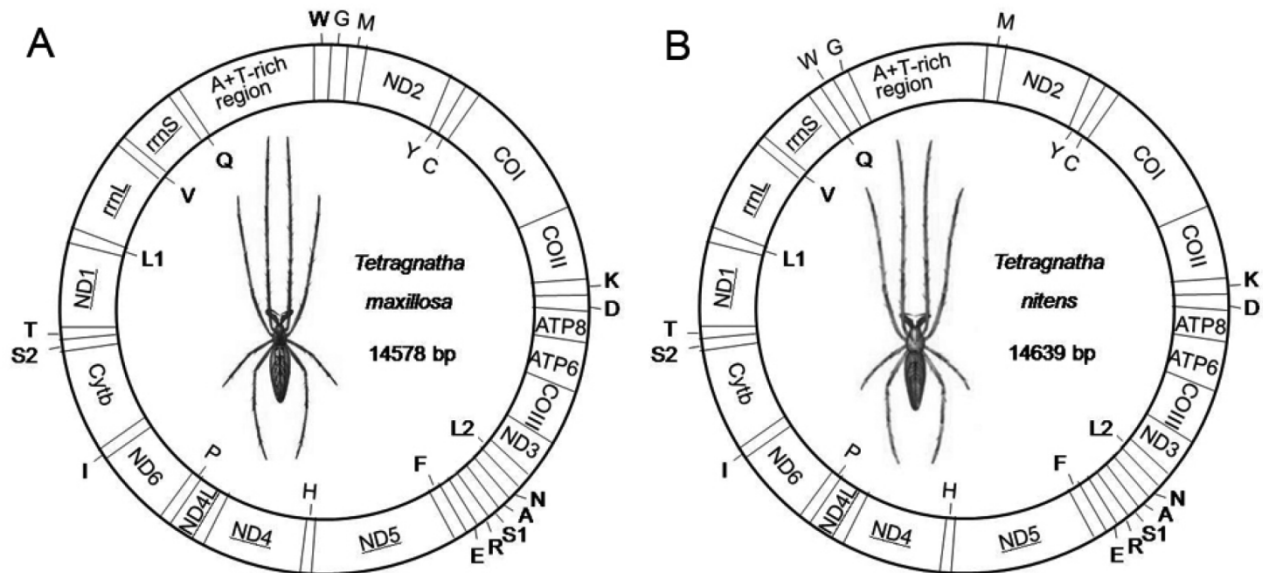 A
W
G
M
A+T-rich
region
ND2
Y
C
COI
COII
K
D
ATP8
ATP6
COIII
ND3
L2
N
A
S1
R
E
F
ND5
H
ND4
ND4L
P
ND6
I
Cytb
S2
T
ND1
L1
rrnL
V
rrnS
Q
Tetragnatha
maxillosa
14578 bp
B
W
G
A+T-rich
region
M
ND2
Y
C
COI
COII
K
D
ATP8
ATP6
COIII
ND3
L2
N
A
S1
R
E
F
ND5
H
ND4
ND4L
P
ND6
I
Cytb
S2
T
ND1
L1
rrnL
V
rrnS
Q
Tetragnatha
nitens
14639 bp